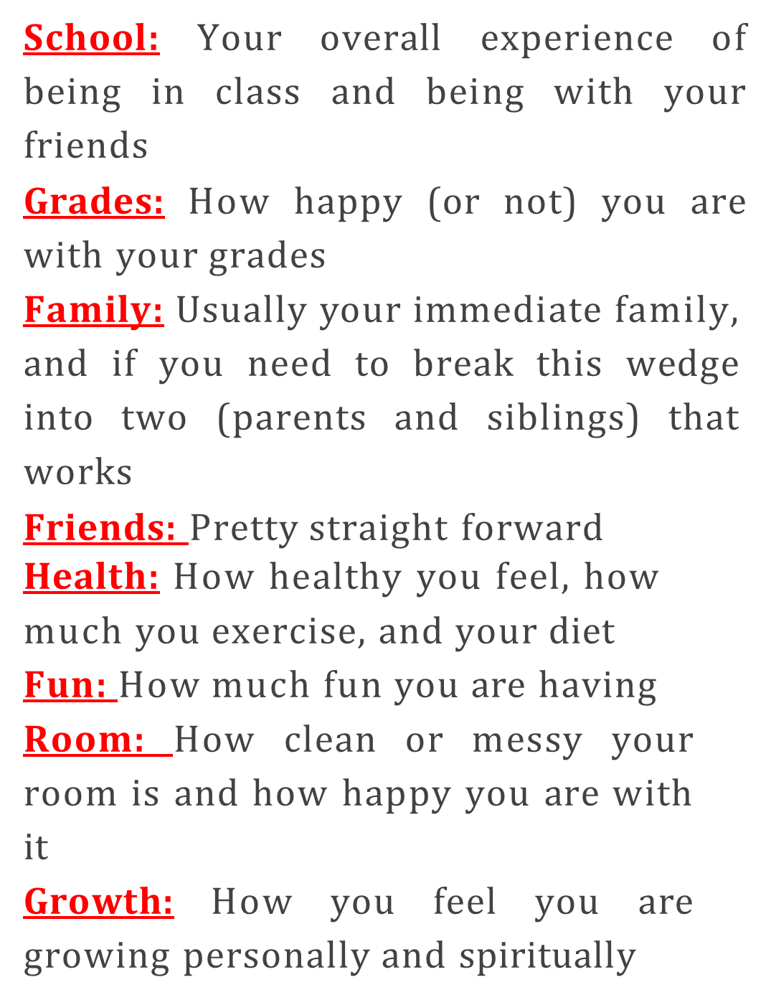 School: Your overall experience of
being in class and being with your
friends
Grades: How happy (or not) you are
with your grades
Family: Usually your immediate family,
and if you need to break this wedge
into two (parents and siblings) that
works
Friends: Pretty straight forward
Health: How healthy you feel, how
much you exercise, and your diet
Fun: How much fun you are having
Room: How clean or messy your
room is and how happy you are with
it
Growth: How you feel you are
growing personally and spiritually